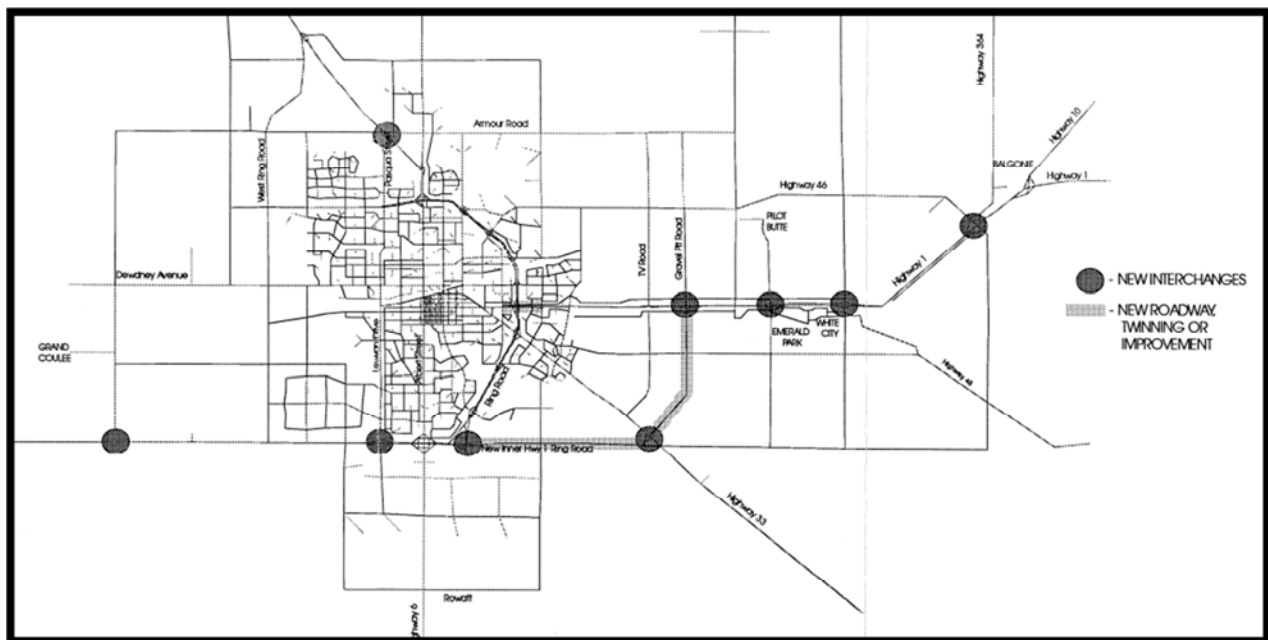 Highway 364
Highway 10
Armour Road
West Ring Road
Pasqua Street
BALGONIE
Highway 1
Highway 46
PILOT
BUTTE
TV Road
Gravel Pit Road
Dewdney Avenue
Highway 1
- NEW INTERCHANGES
- NEW ROADWAY,
TWINNING OR
IMPROVEMENT
EMERALD
PARK
WHITE
CITY
GRAND
COULEE
Lewvan Drive
Albert Street
Ring Road
Highway 48
New Inner Hwy 1 Ring Road
Highway 33
Rowatt
ghway 6